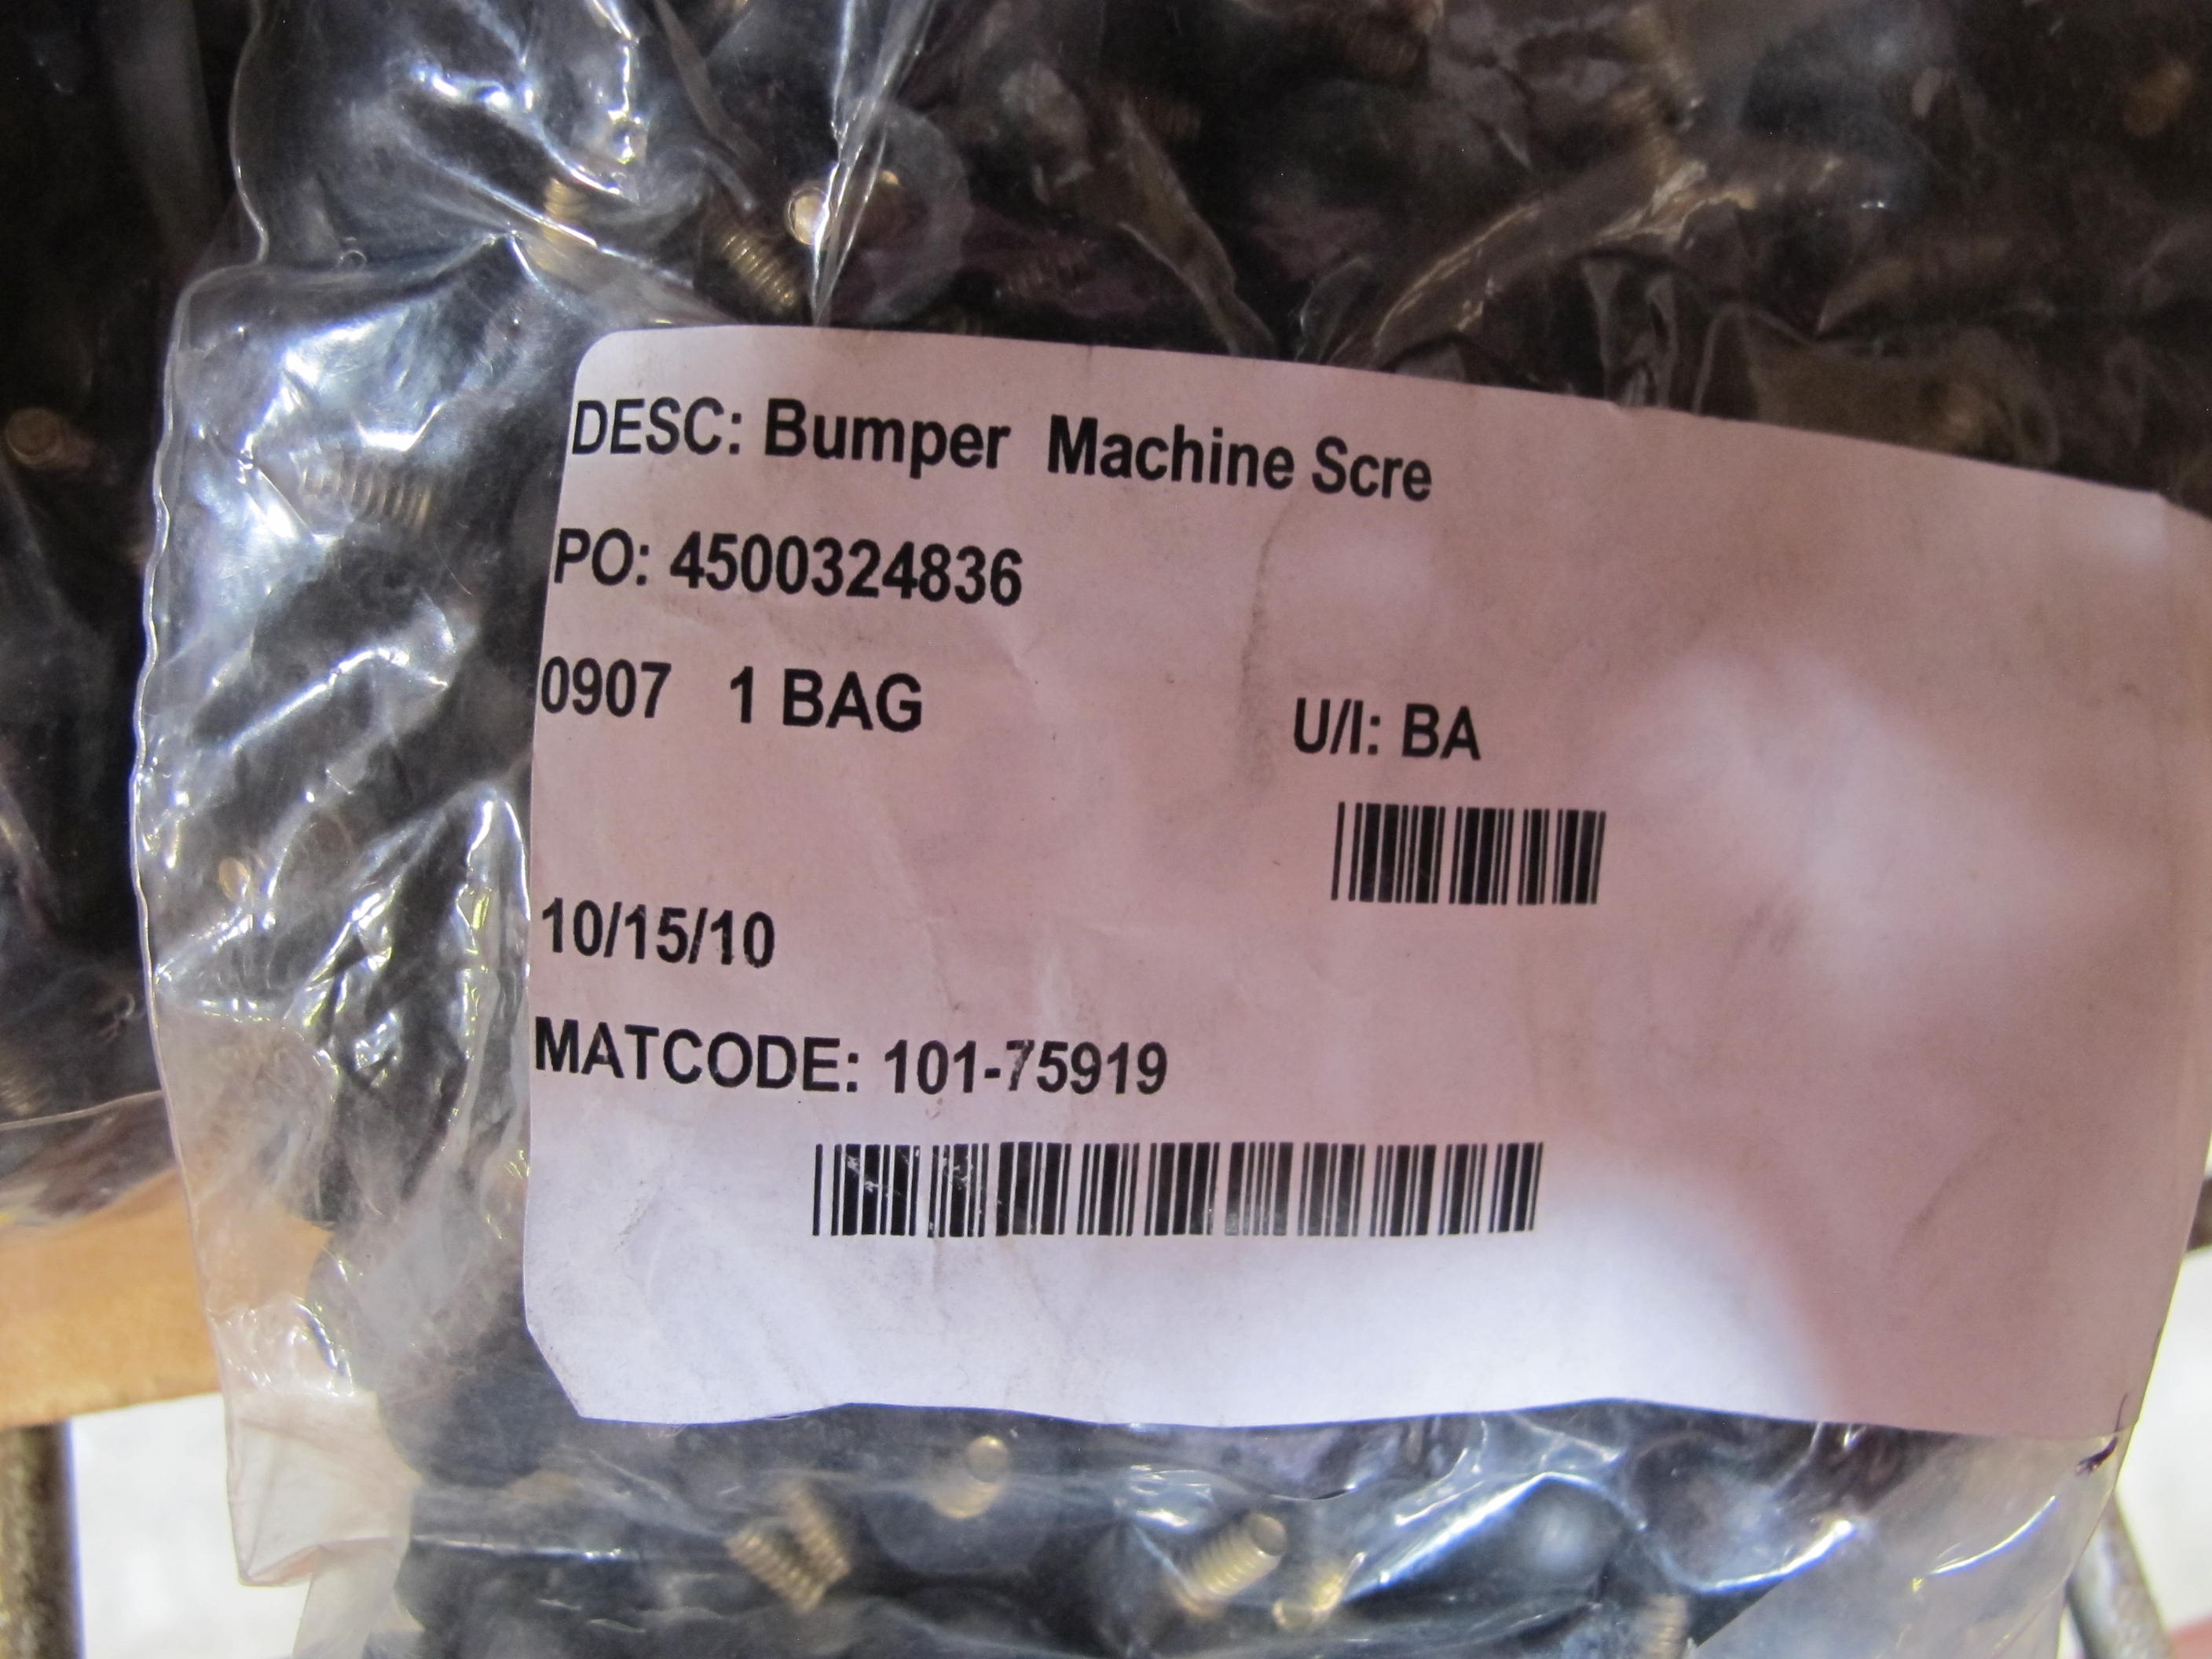 DESC: Bumper Machine Scre
PO: 4500324836
0907 1 BAG U/I: BA
10/15/10
MATCODE: 101-75919